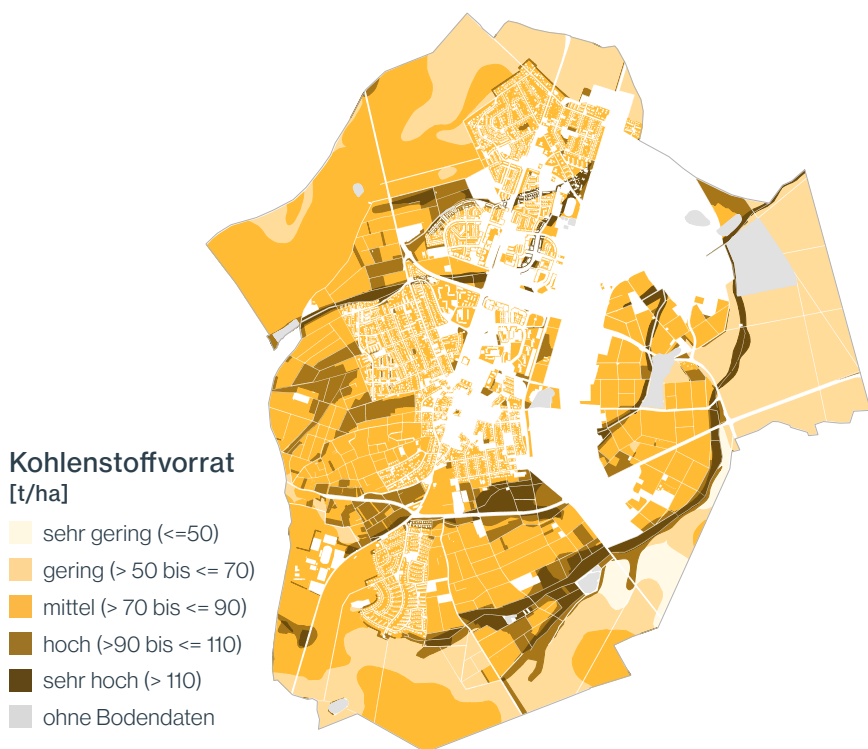 Kohlenstoffvorrat
[t/ha]
sehr gering (<=50)
gering (> 50 bis <= 70)
mittel (> 70 bis <= 90)
hoch (>90 bis <= 110)
sehr hoch (> 110)
ohne Bodendaten